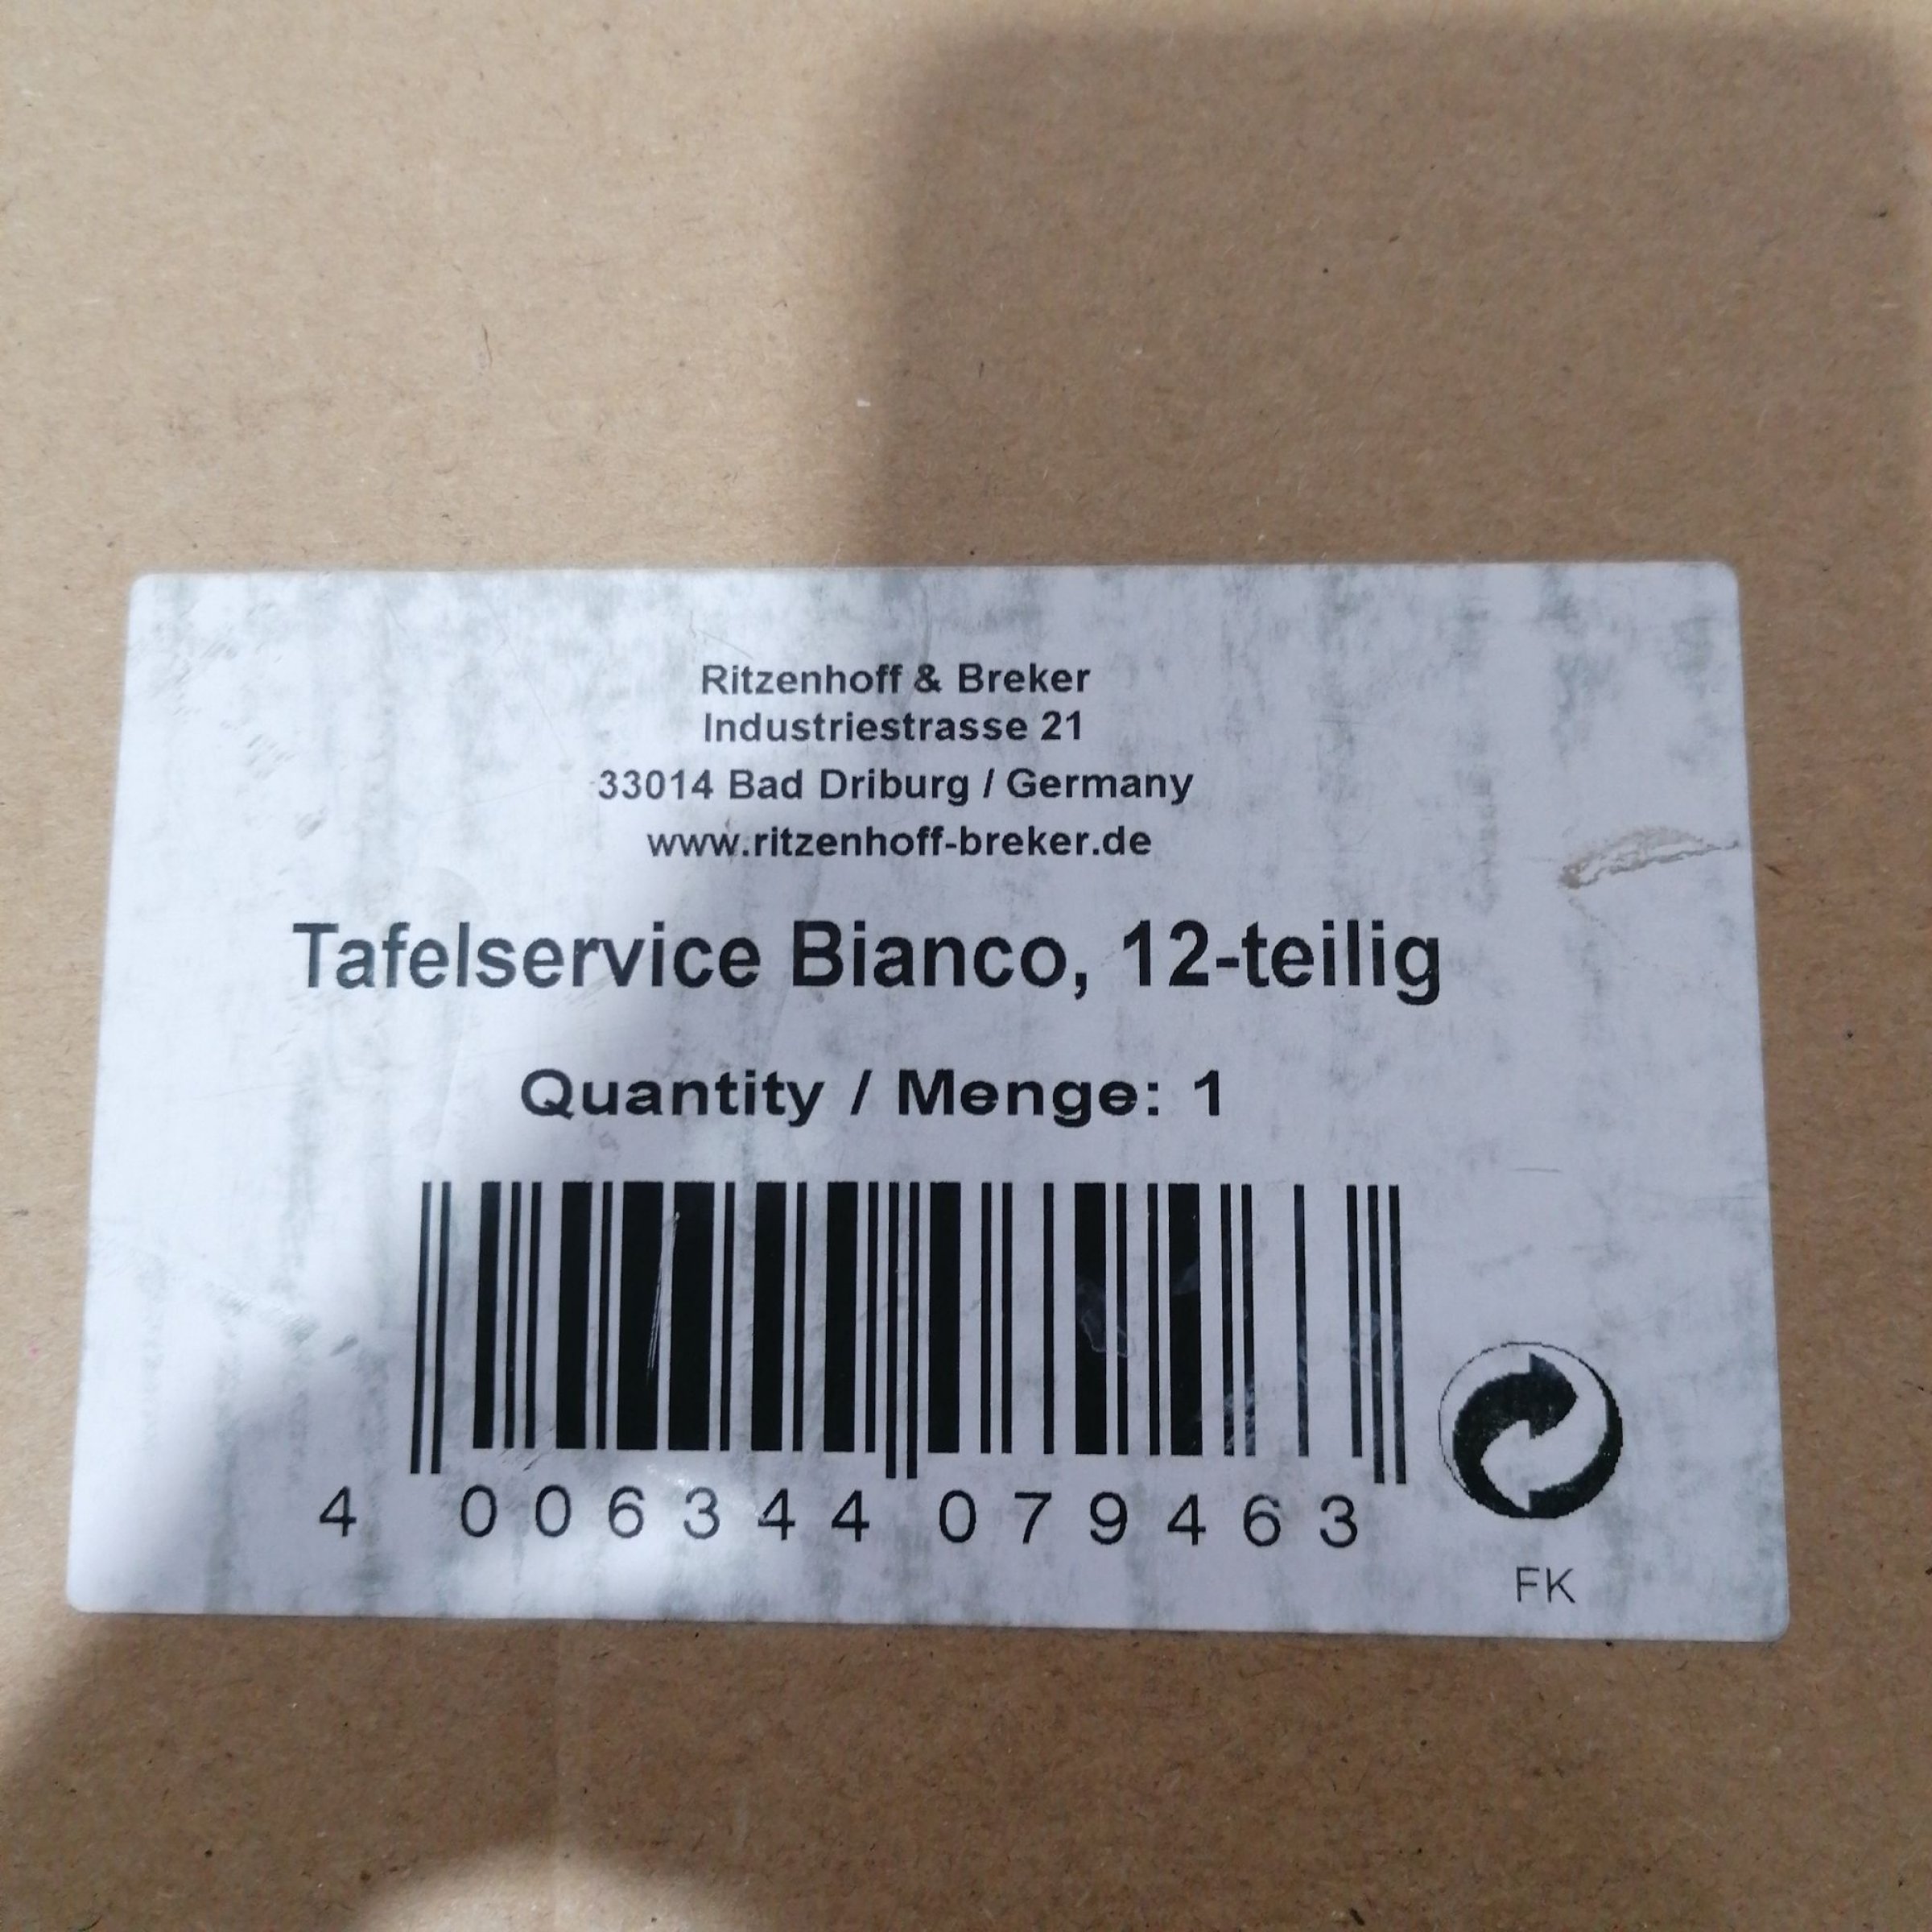 Ritzenhoff & Breker
Industriestrasse 21
33014 Bad Driburg / Germany
www.ritzenhoff-breker.de
Tafelservice Bianco, 12-teilig
Quantity / Menge: 1
4 006344 079463
FK